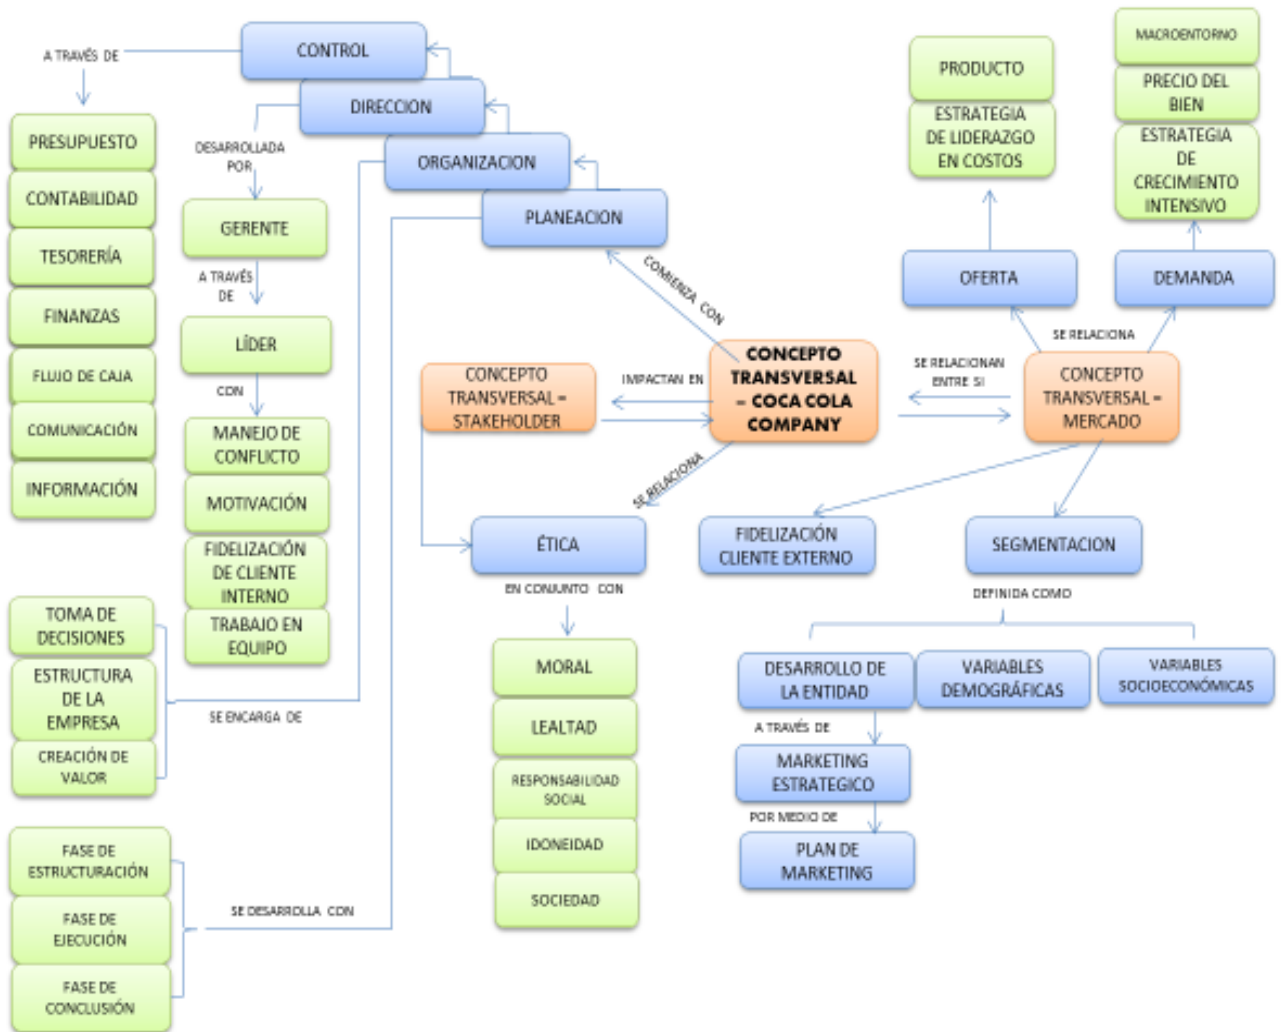 CONTROL
A TRAVÉS DE
DIRECCION
DESARROLLADA
POR
ORGANIZACION
PLANEACION
PRESUPUESTO
CONTABILIDAD
TESORERÍA
FINANZAS
FLUJO DE CAJA
COMUNICACIÓN
INFORMACIÓN
GERENTE
A TRAVÉS
DE
LÍDER
CON
MANEJO DE
CONFLICTO
MOTIVACIÓN
FIDELIZACIÓN
DE CLIENTE
INTERNO
TRABAJO EN
EQUIPO
TOMA DE
DECISIONES
ESTRUCTURA
DE LA
EMPRESA
CREACIÓN DE
VALOR
SE ENCARGA DE
FASE DE
ESTRUCTURACIÓN
FASE DE
EJECUCIÓN
FASE DE
CONCLUSIÓN
SE DESARROLLA CON
COMIENZA CON
CONCEPTO
TRANSVERSAL =
STAKEHOLDER
IMPACTAN EN
CONCEPTO
TRANSVERSAL
– COCA COLA
COMPANY
SE RELACIONAN
ENTRE SI
CONCEPTO
TRANSVERSAL =
MERCADO
SE RELACIONA
OFERTA
DEMANDA
PRODUCTO
ESTRATEGIA
DE LIDERAZGO
EN COSTOS
MACROENTORNO
PRECIO DEL
BIEN
ESTRATEGIA
DE
CRECIMIENTO
INTENSIVO
SE RELACIONA
ÉTICA
EN CONJUNTO CON
MORAL
LEALTAD
RESPONSABILIDAD
SOCIAL
IDONEIDAD
SOCIEDAD
FIDELIZACIÓN
CLIENTE EXTERNO
SEGMENTACION
DEFINIDA COMO
DESARROLLO DE
LA ENTIDAD
VARIABLES
DEMOGRÁFICAS
VARIABLES
SOCIOECONÓMICAS
A TRAVÉS DE
MARKETING
ESTRATEGICO
POR MEDIO DE
PLAN DE
MARKETING